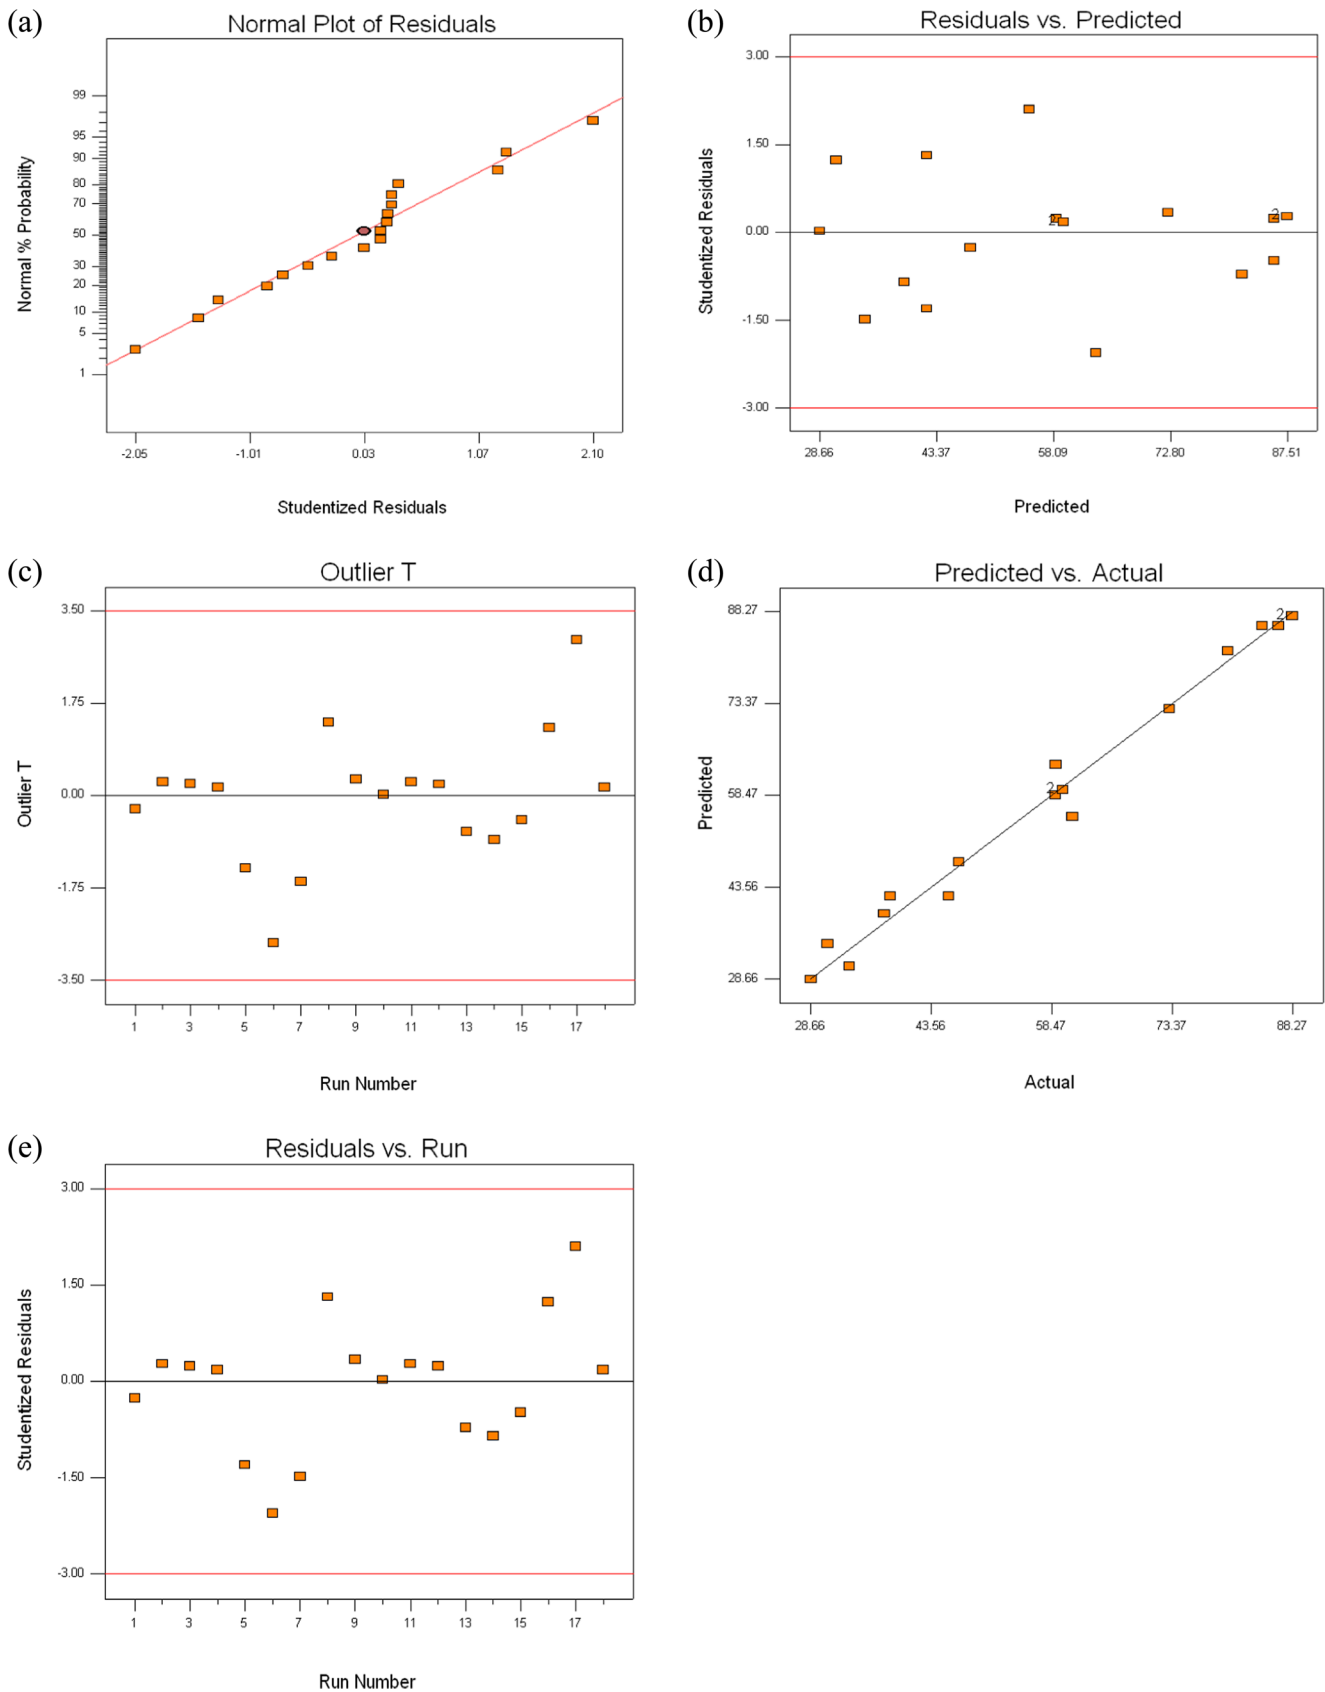 (a)
Normal Plot of Residuals
99
95
90
80
70
50
30
20
10
5
1
Normal % Probability
-2.05 -1.01 0.03 1.07 2.10
Studentized Residuals
(b)
Residuals vs. Predicted
3.00
1.50
0.00
-1.50
-3.00
Studentized Residuals
2
2
28.66 43.37 58.09 72.80 87.51
Predicted
(c)
Outlier T
3.50
1.75
0.00
-1.75
-3.50
Outlier T
1 3 5 7 9 11 13 15 17
Run Number
(d)
Predicted vs. Actual
88.27
73.37
58.47
43.56
28.66
Predicted
2
2
28.66 43.56 58.47 73.37 88.27
Actual
(e)
Residuals vs. Run
3.00
1.50
0.00
-1.50
-3.00
Studentized Residuals
1 3 5 7 9 11 13 15 17
Run Number